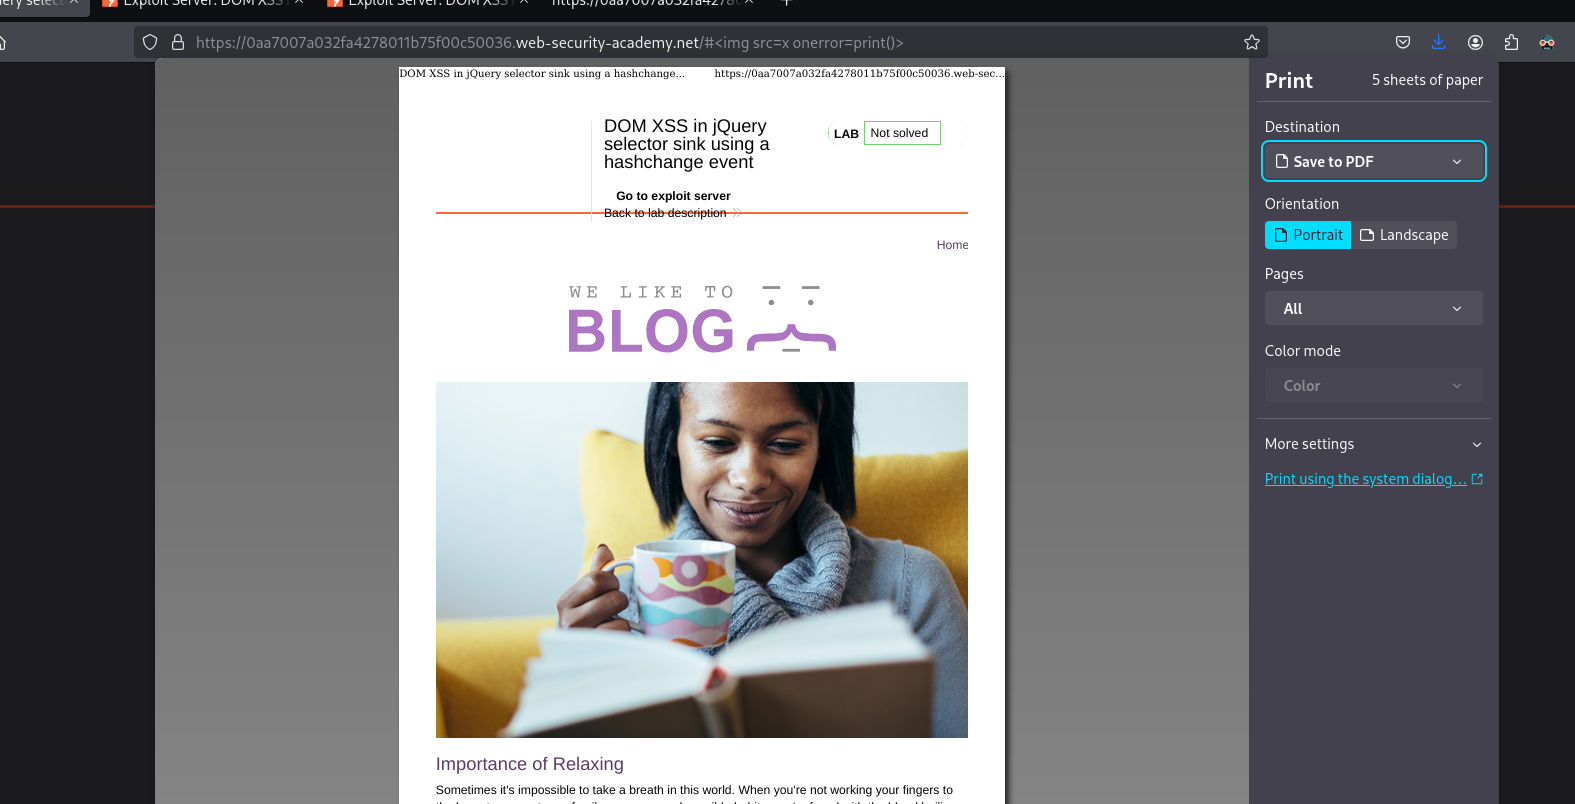 Exploit Server: DOM XSS
Exploit Server: DOM XSS
https://0aa7007a032fa4278
https://0aa7007a032fa4278011b75f00c50036.web-security-academy.net/#<img src=x onerror=print()>
DOM XSS in jQuery selector sink using a hashchange...
https://0aa7007a032fa4278011b75f00c50036.web-sec...
DOM XSS in jQuery
selector sink using a
hashchange event
LAB Not solved
Go to exploit server
Back to lab description
Home
WE LIKE TO
BLOG
Importance of Relaxing
Sometimes it's impossible to take a breath in this world. When you're not working your fingers to
Print 5 sheets of paper
Destination
Save to PDF
Orientation
Portrait Landscape
Pages
All
Color mode
Color
More settings
Print using the system dialog...